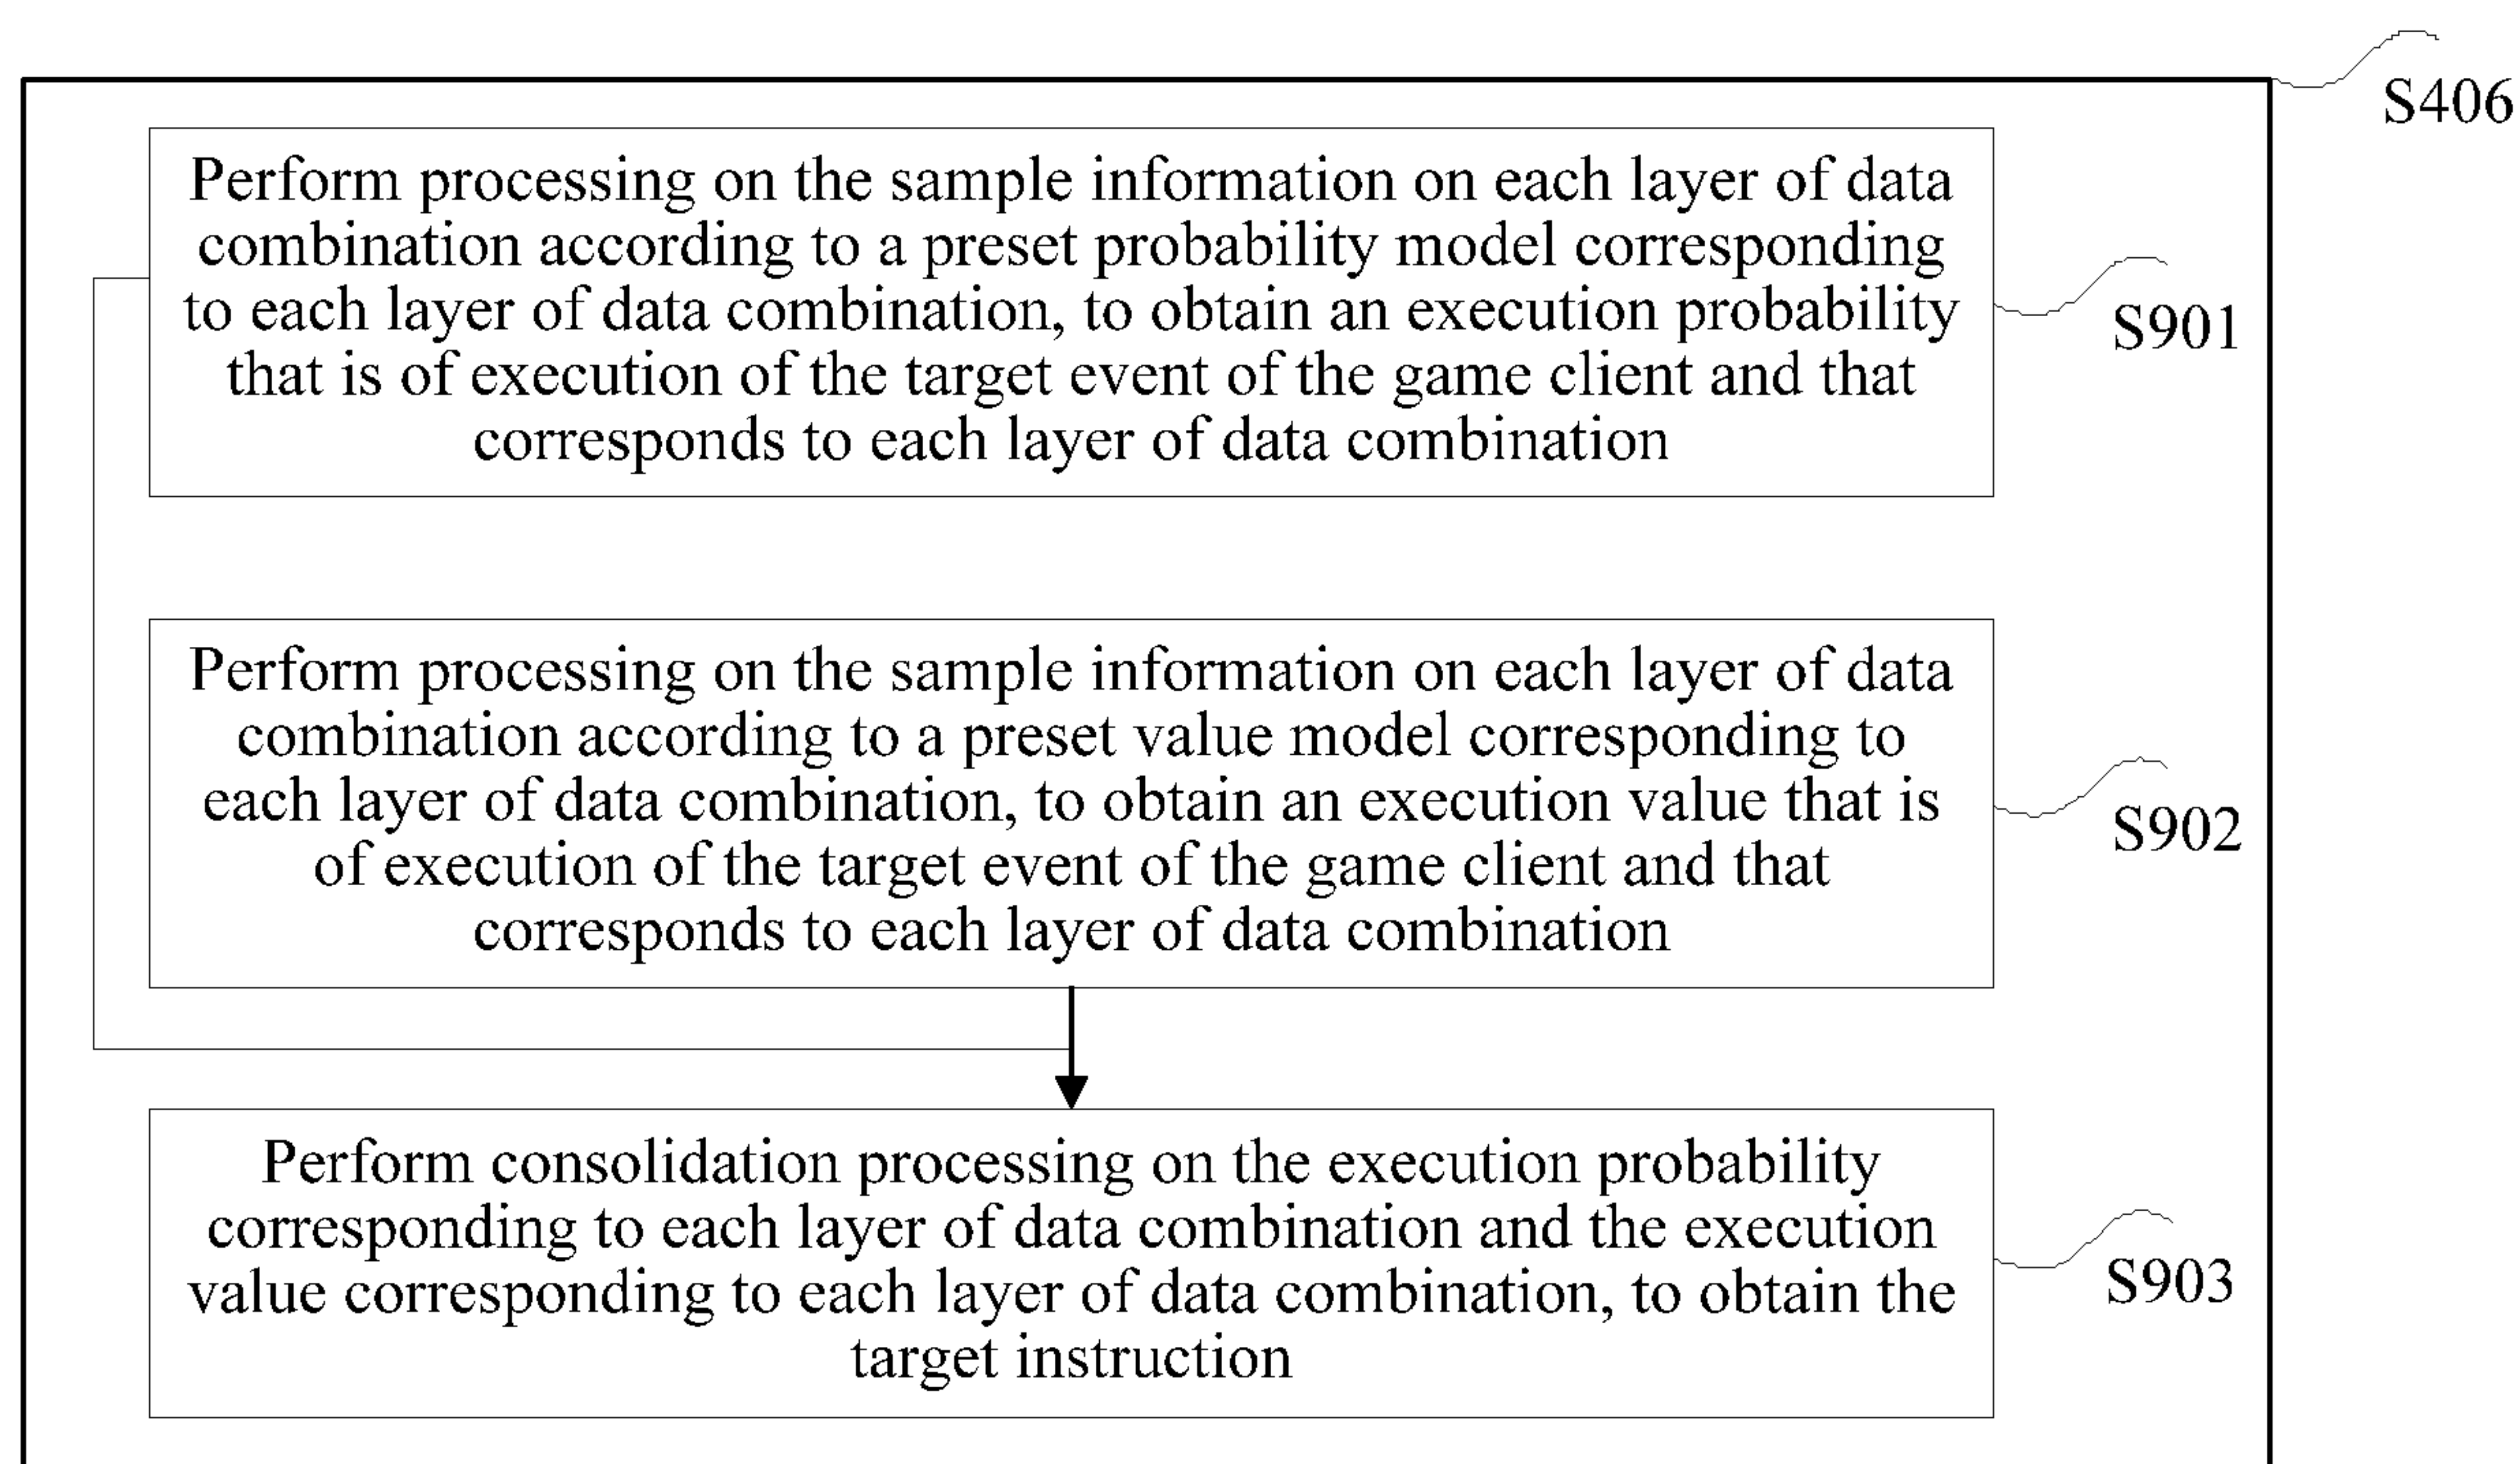 S406
Perform processing on the sample information on each layer of data
combination according to a preset probability model corresponding
to each layer of data combination, to obtain an execution probability
that is of execution of the target event of the game client and that
corresponds to each layer of data combination
S901
Perform processing on the sample information on each layer of data
combination according to a preset value model corresponding to
each layer of data combination, to obtain an execution value that is
of execution of the target event of the game client and that
corresponds to each layer of data combination
S902
Perform consolidation processing on the execution probability
corresponding to each layer of data combination and the execution
value corresponding to each layer of data combination, to obtain the
target instruction
S903